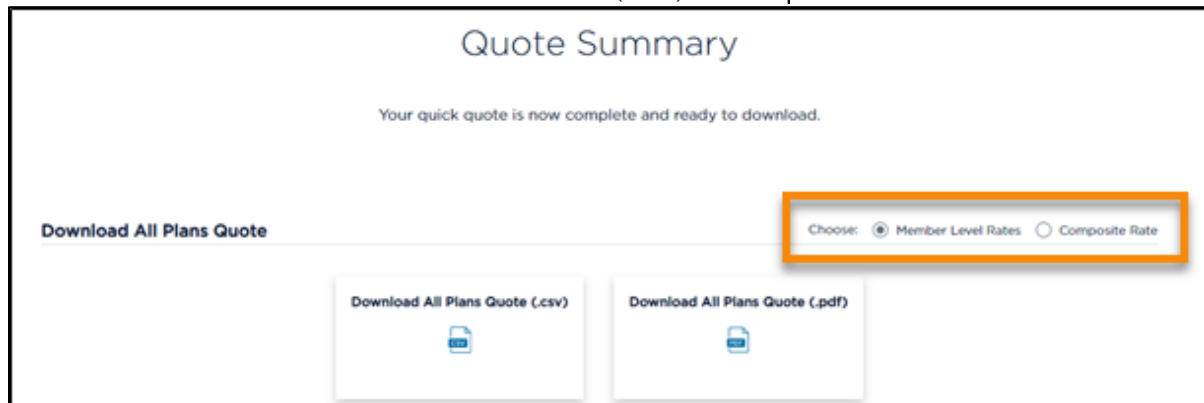 Quote Summary
Your quick quote is now complete and ready to download.
Download All Plans Quote
Choose: Member Level Rates Composite Rate
Download All Plans Quote (.csv) Download All Plans Quote (.pdf)
CSV PDF